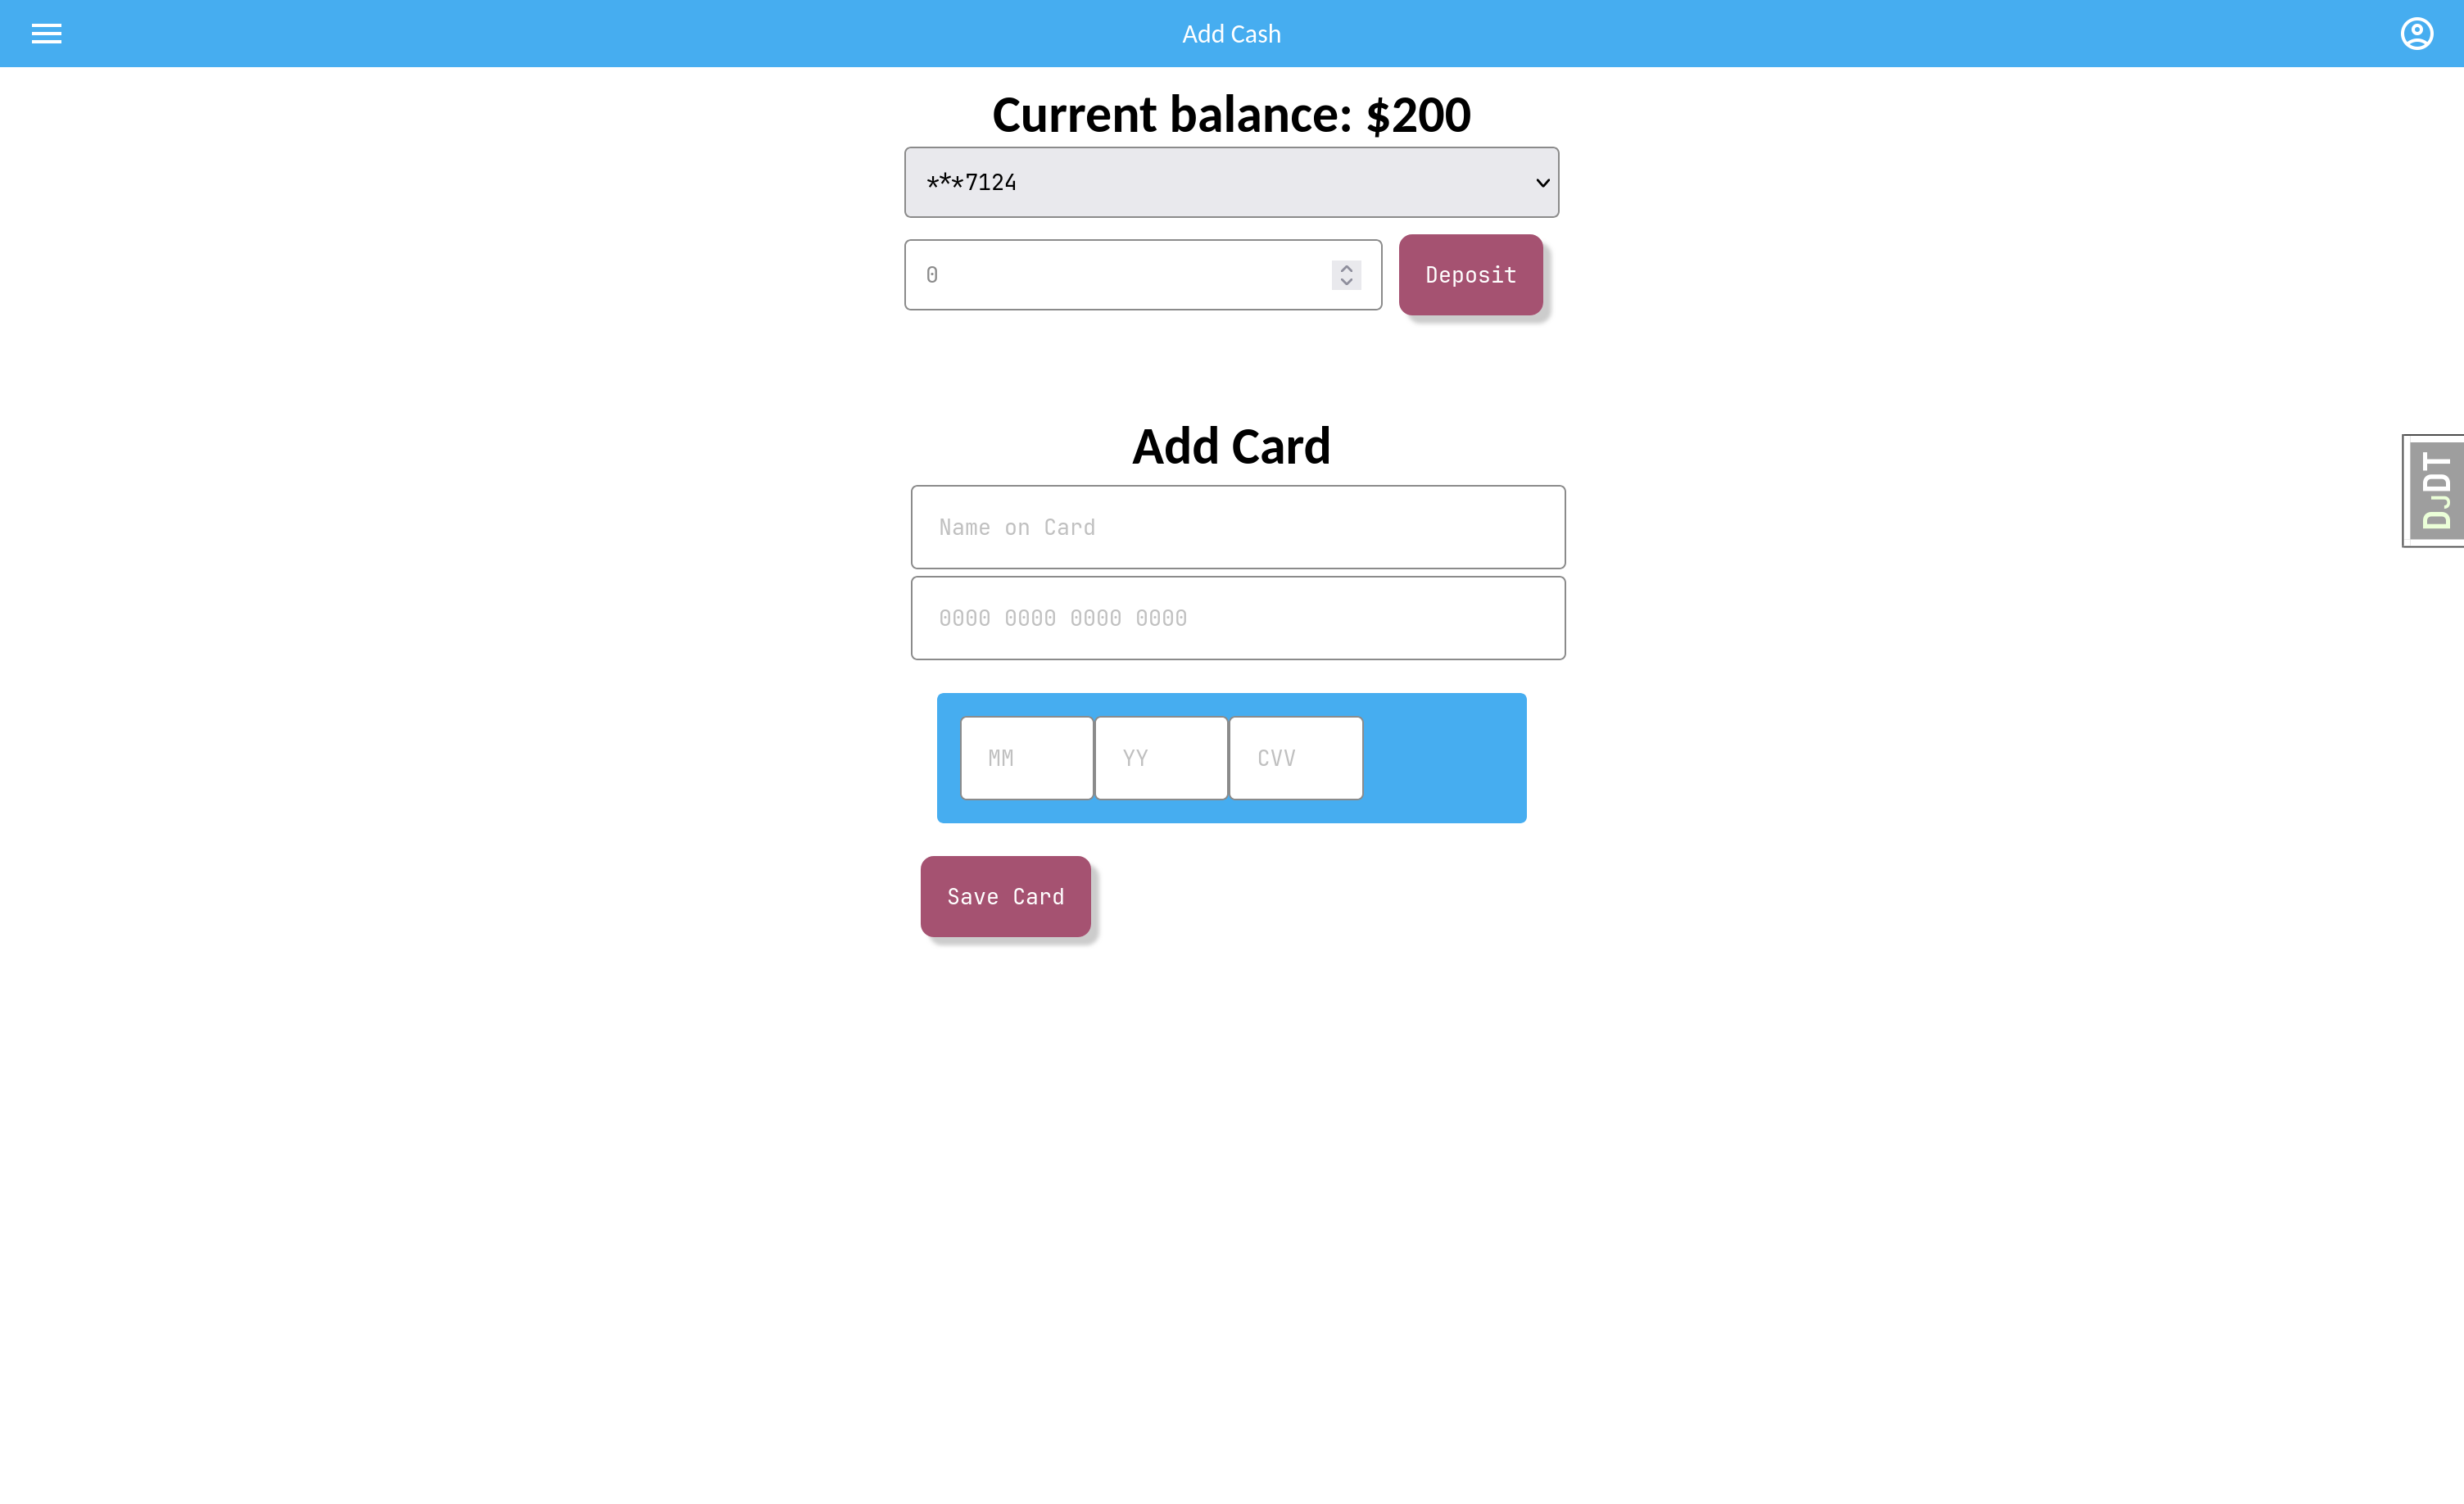 Add Cash
Current balance: $200
***7124
0
Deposit
Add Card
Name on Card
0000 0000 0000 0000
MM YY CVV
Save Card
DJDT